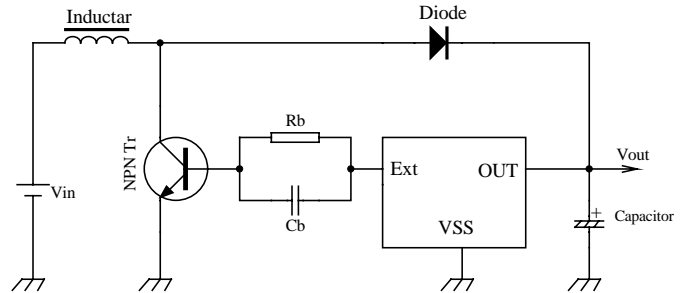 Inductar
Diode
Rb
NPN Tr
Ext
OUT
Vout
Vin
Cb
VSS
+
Capacitor